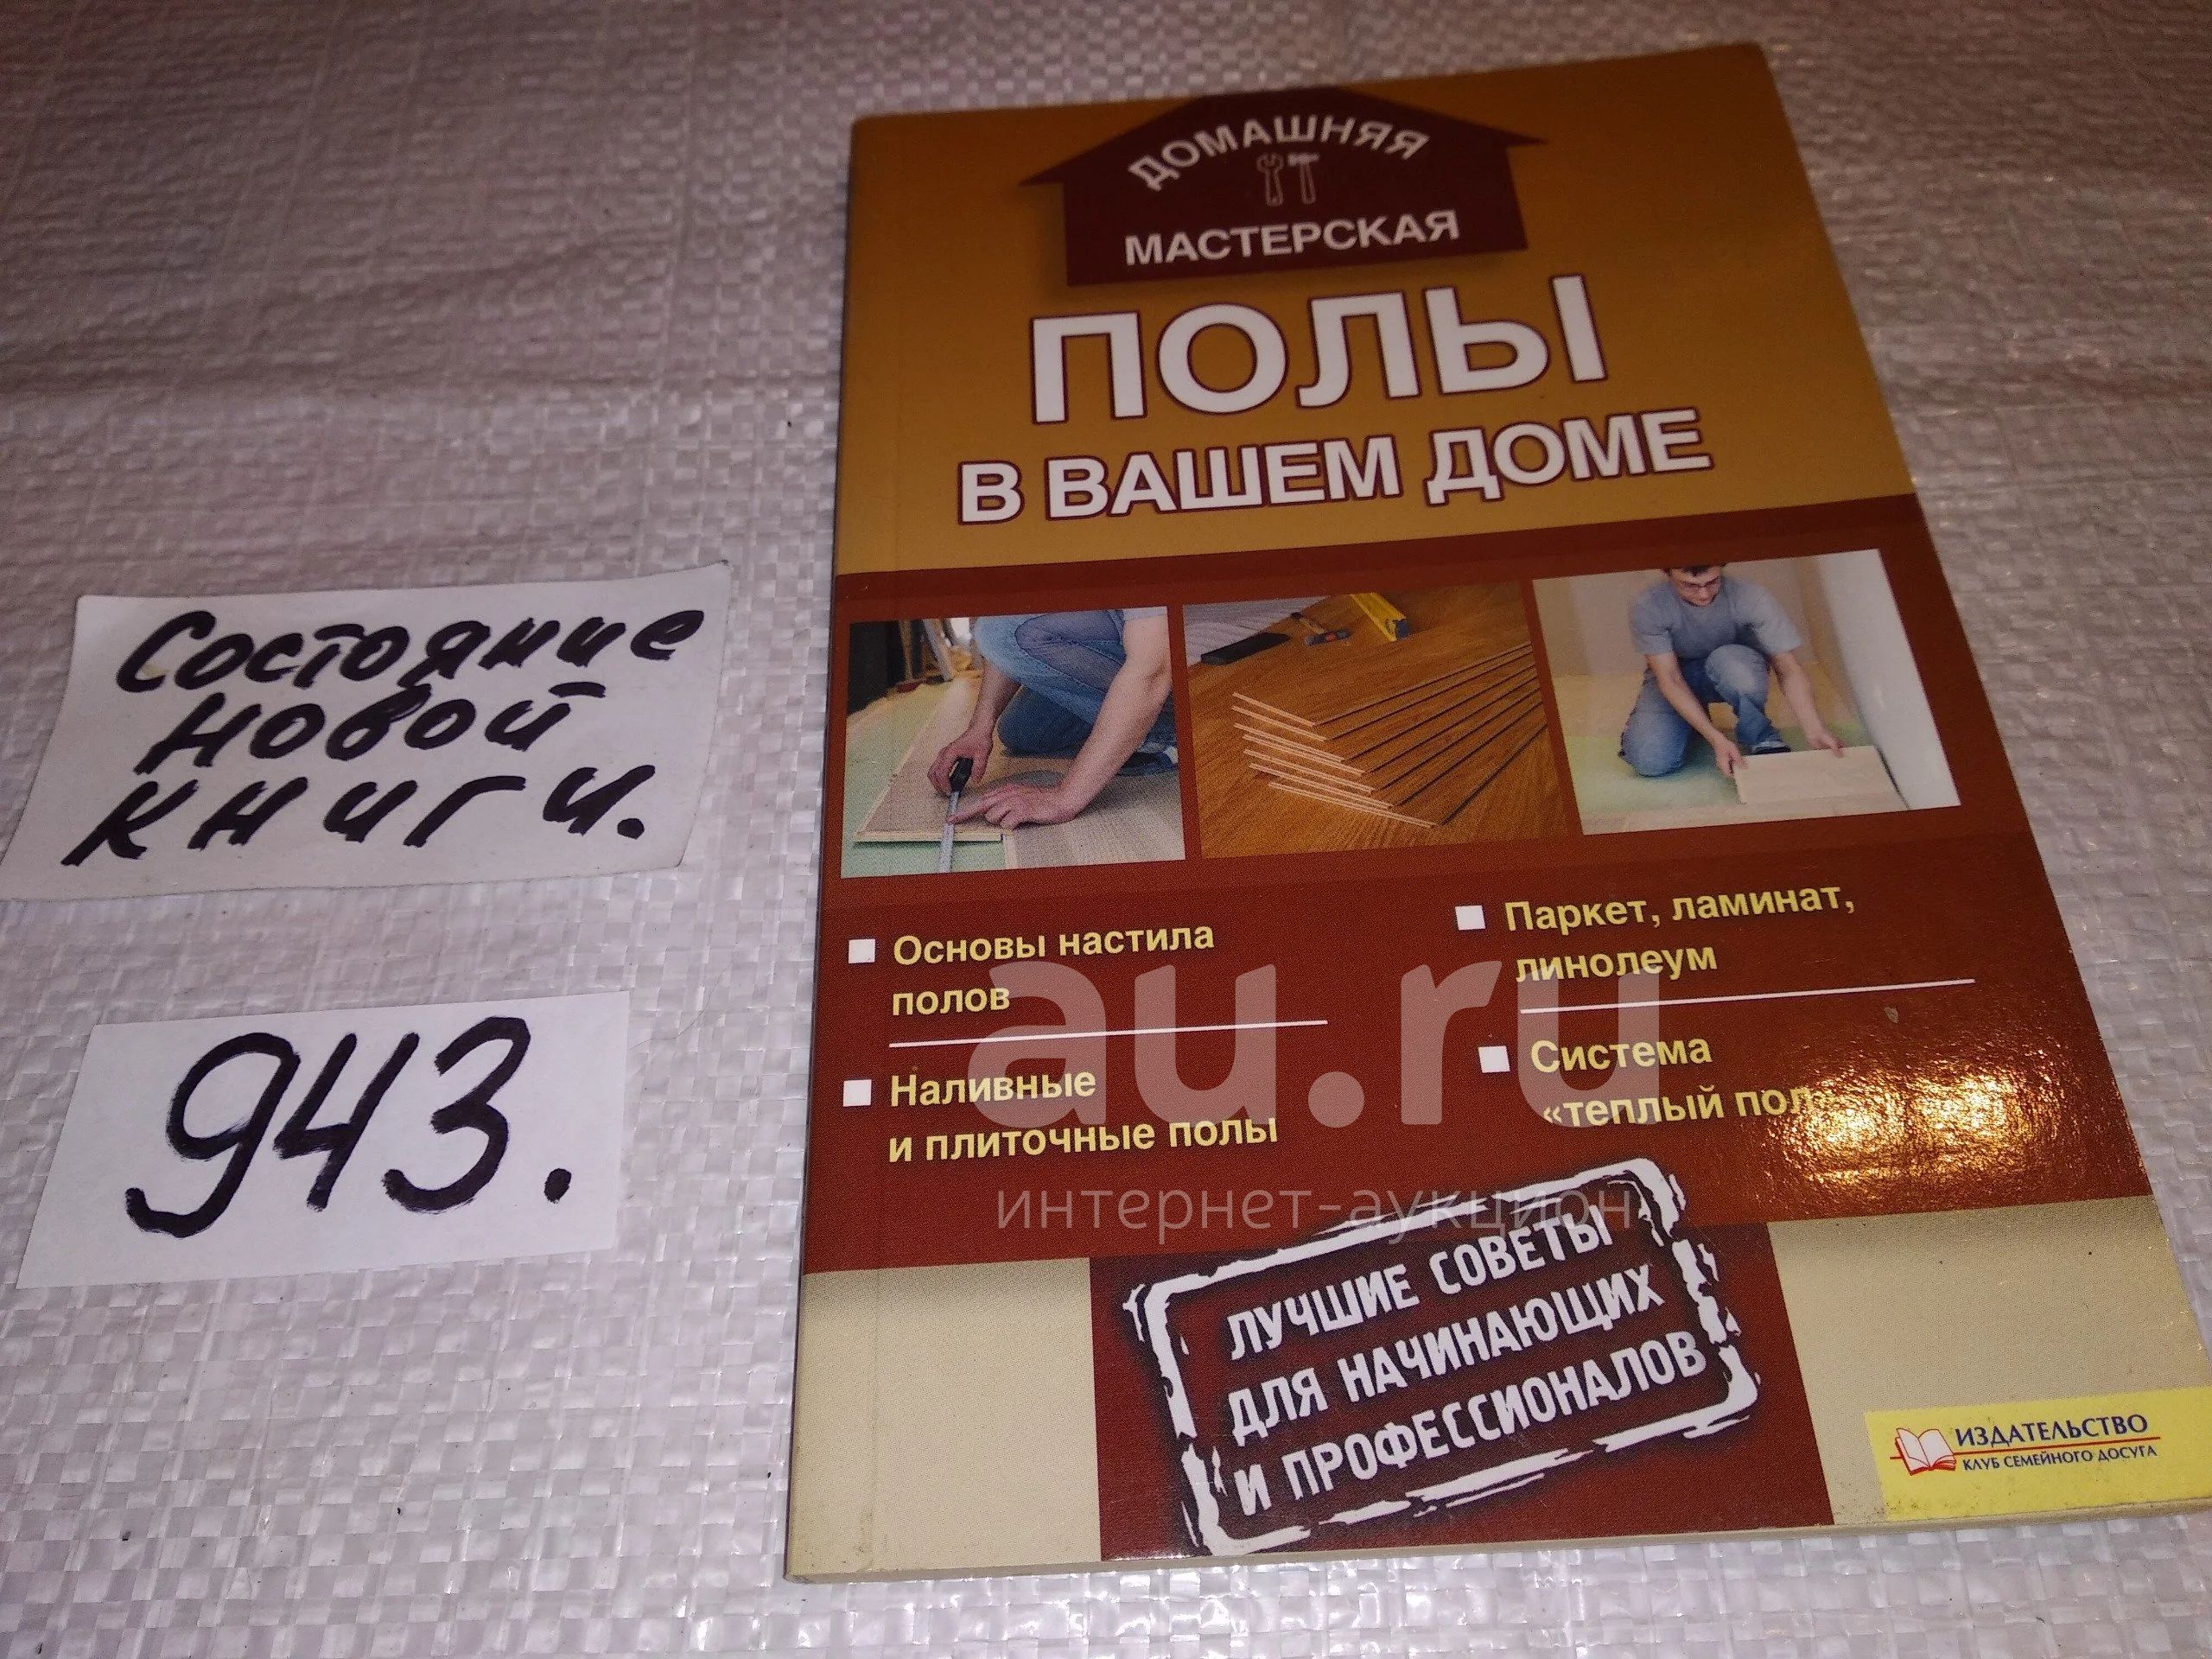 ДОМАШНЯЯ
МАСТЕРСКАЯ
ПОЛЫ
В ВАШЕМ ДОМЕ
Состояние
новой
книги.
943.
Основы настила
полов
Наливные
и плиточные полы
Паркет, ламинат,
линолеум
Система
«теплый пол»
au.ru
интернет-аукцион
ЛУЧШИЕ СОВЕТЫ
ДЛЯ НАЧИНАЮЩИХ
И ПРОФЕССИОНАЛОВ
ИЗДАТЕЛЬСТВО
КЛУБ СЕМЕЙНОГО ДОСУГА